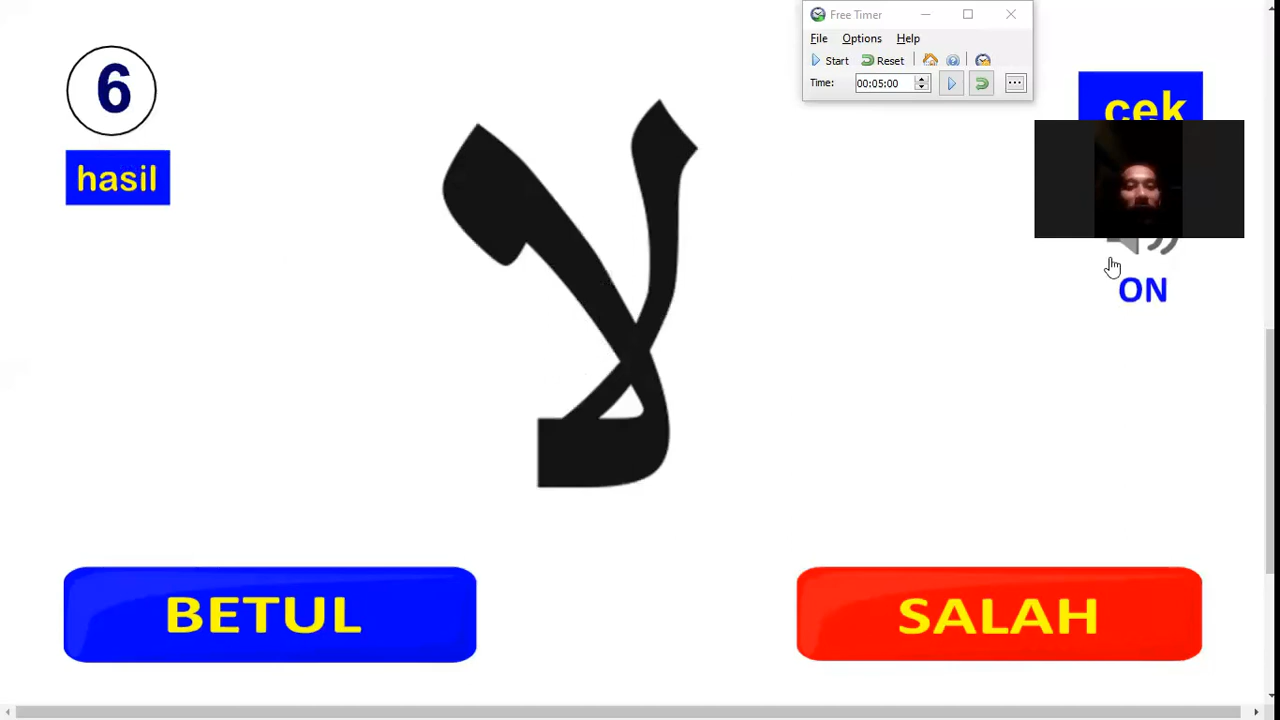 Free Timer
File Options Help
Start Reset
Time: 00:05:00
6
hasil
cek
لا
ON
BETUL
SALAH